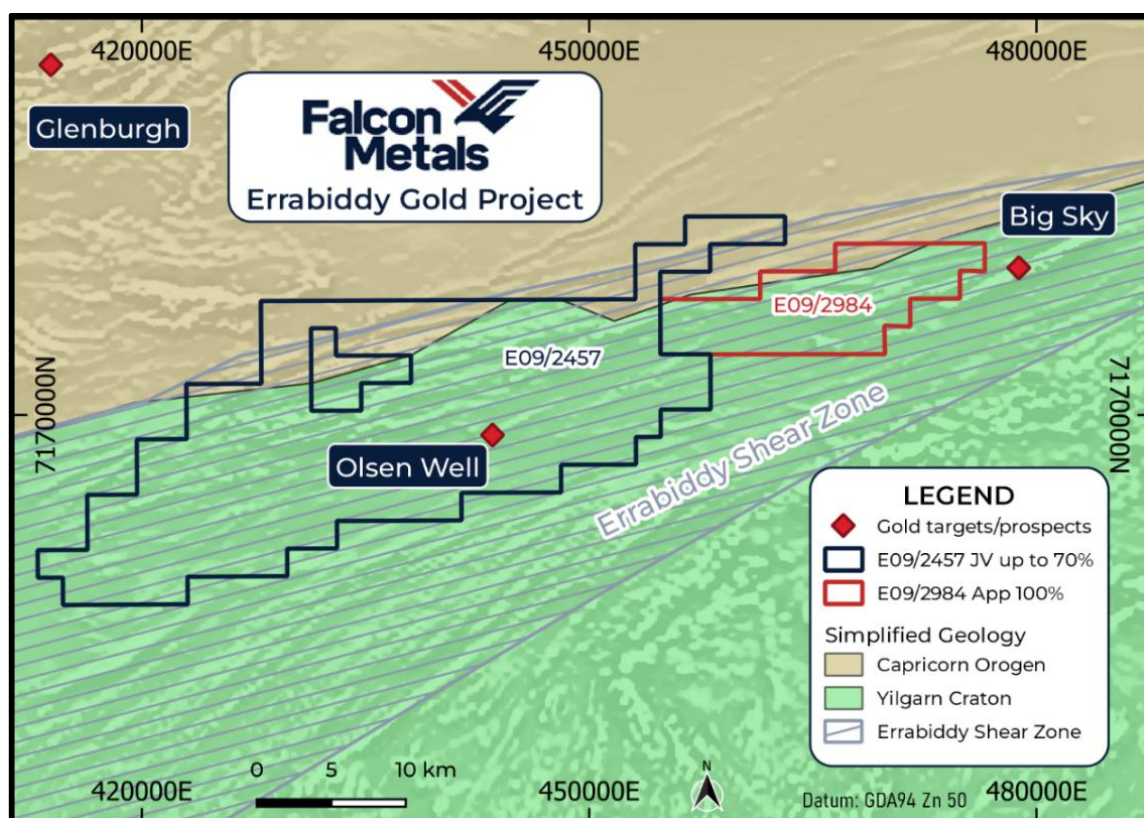 420000E
450000E
480000E
Glenburgh
Falcon
Metals
Errabiddy Gold Project
Big Sky
E09/2984
E09/2457
7170000N
7170000N
Olsen Well
Errabiddy Shear Zone
LEGEND
Gold targets/prospects
E09/2457 JV up to 70%
E09/2984 App 100%
Simplified Geology
Capricorn Orogen
Yilgarn Craton
Errabiddy Shear Zone
0 5 10 km
N
420000E
450000E
Datum: GDA94 Zn 50
480000E